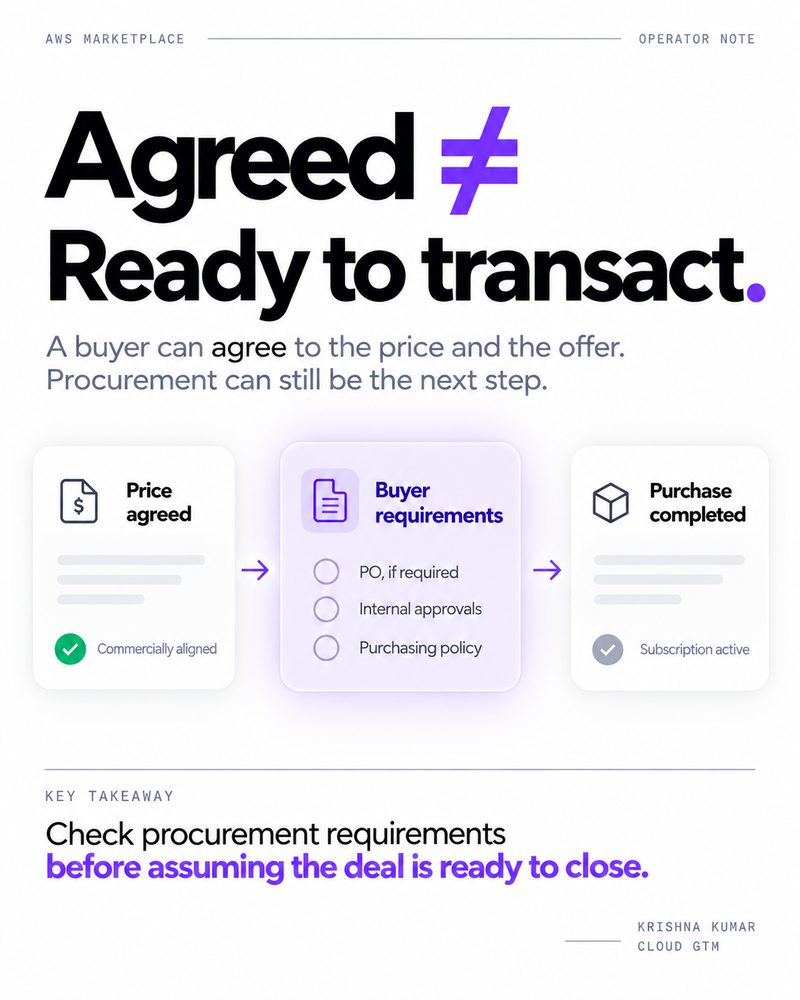 AWS MARKETPLACE
OPERATOR NOTE
Agreed ≠
Ready to transact.
A buyer can agree to the price and the offer.
Procurement can still be the next step.
$
Price
agreed
Commercially aligned
Buyer
requirements
PO, if required
Internal approvals
Purchasing policy
Purchase
completed
Subscription active
KEY TAKEAWAY
Check procurement requirements
before assuming the deal is ready to close.
KRISHNA KUMAR
CLOUD GTM